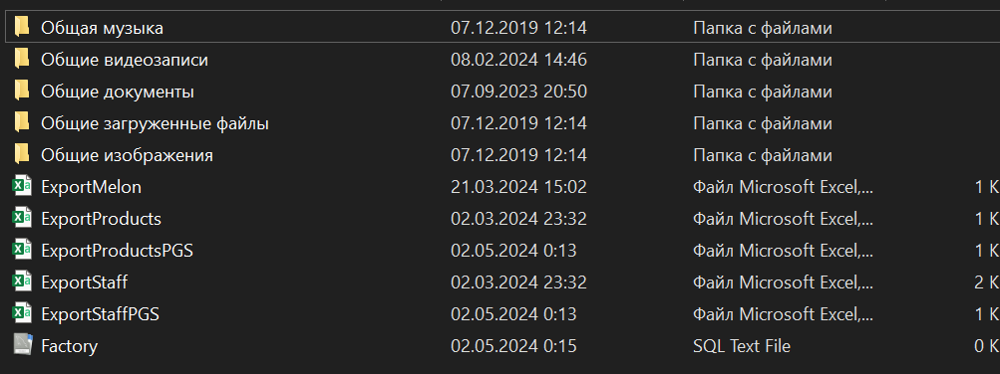 Общая музыка 07.12.2019 12:14 Папка с файлами
Общие видеозаписи 08.02.2024 14:46 Папка с файлами
Общие документы 07.09.2023 20:50 Папка с файлами
Общие загруженные файлы 07.12.2019 12:14 Папка с файлами
Общие изображения 07.12.2019 12:14 Папка с файлами
ExportMelon 21.03.2024 15:02 Файл Microsoft Excel,... 1 К
ExportProducts 02.03.2024 23:32 Файл Microsoft Excel,... 1 К
ExportProductsPGS 02.05.2024 0:13 Файл Microsoft Excel,... 1 К
ExportStaff 02.03.2024 23:32 Файл Microsoft Excel,... 2 К
ExportStaffPGS 02.05.2024 0:13 Файл Microsoft Excel,... 1 К
Factory 02.05.2024 0:15 SQL Text File 0 К